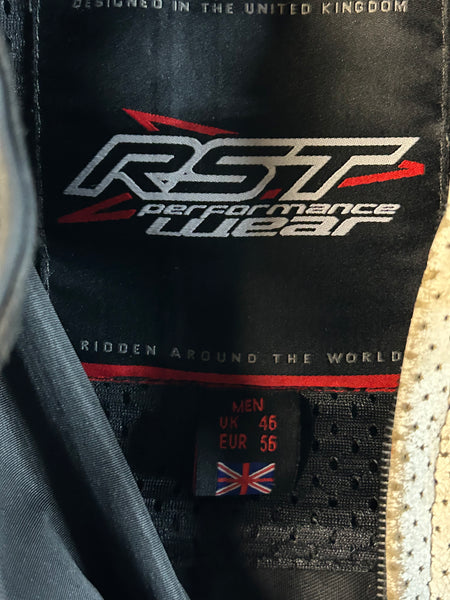 DESIGNED IN THE UNITED KINGDOM
RST
performance
wear
RIDDEN AROUND THE WORLD
MEN
UK 46
EUR 56